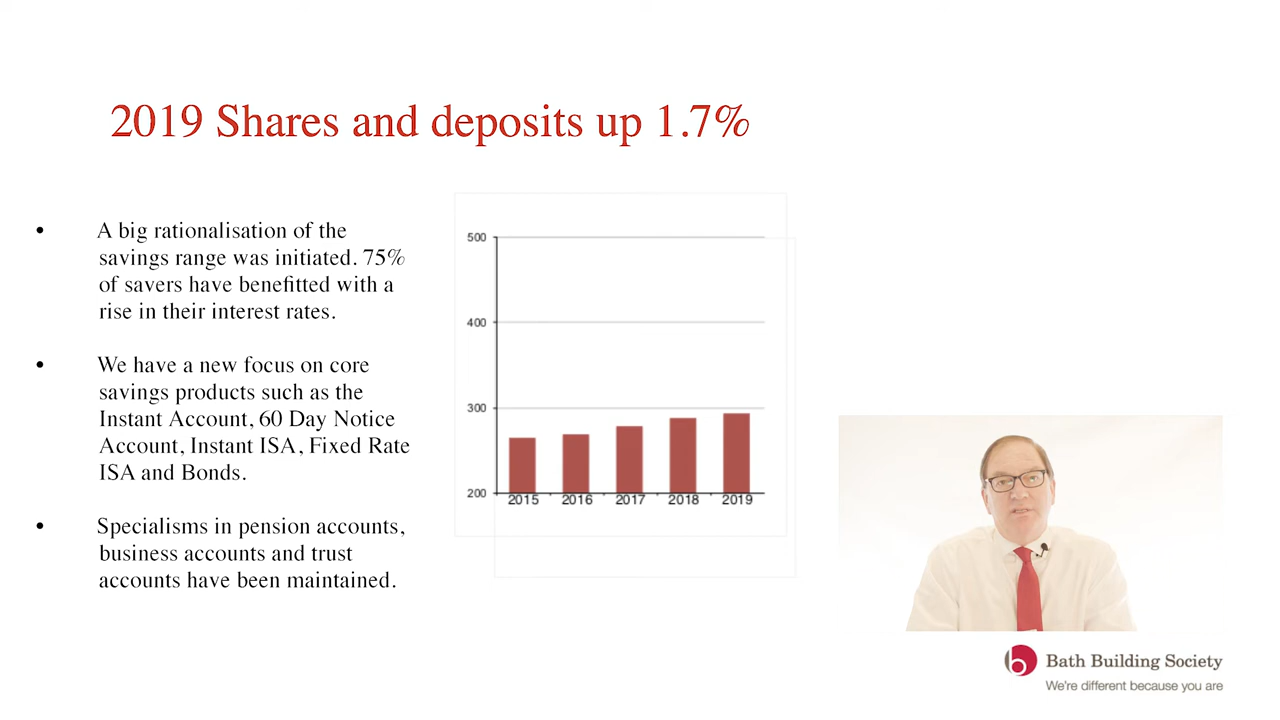 2019 Shares and deposits up 1.7%
• A big rationalisation of the
savings range was initiated. 75%
of savers have benefitted with a
rise in their interest rates.
• We have a new focus on core
savings products such as the
Instant Account, 60 Day Notice
Account, Instant ISA, Fixed Rate
ISA and Bonds.
• Specialisms in pension accounts,
business accounts and trust
accounts have been maintained.
500
400
300
200
2015 2016 2017 2018 2019
b
Bath Building Society
We're different because you are